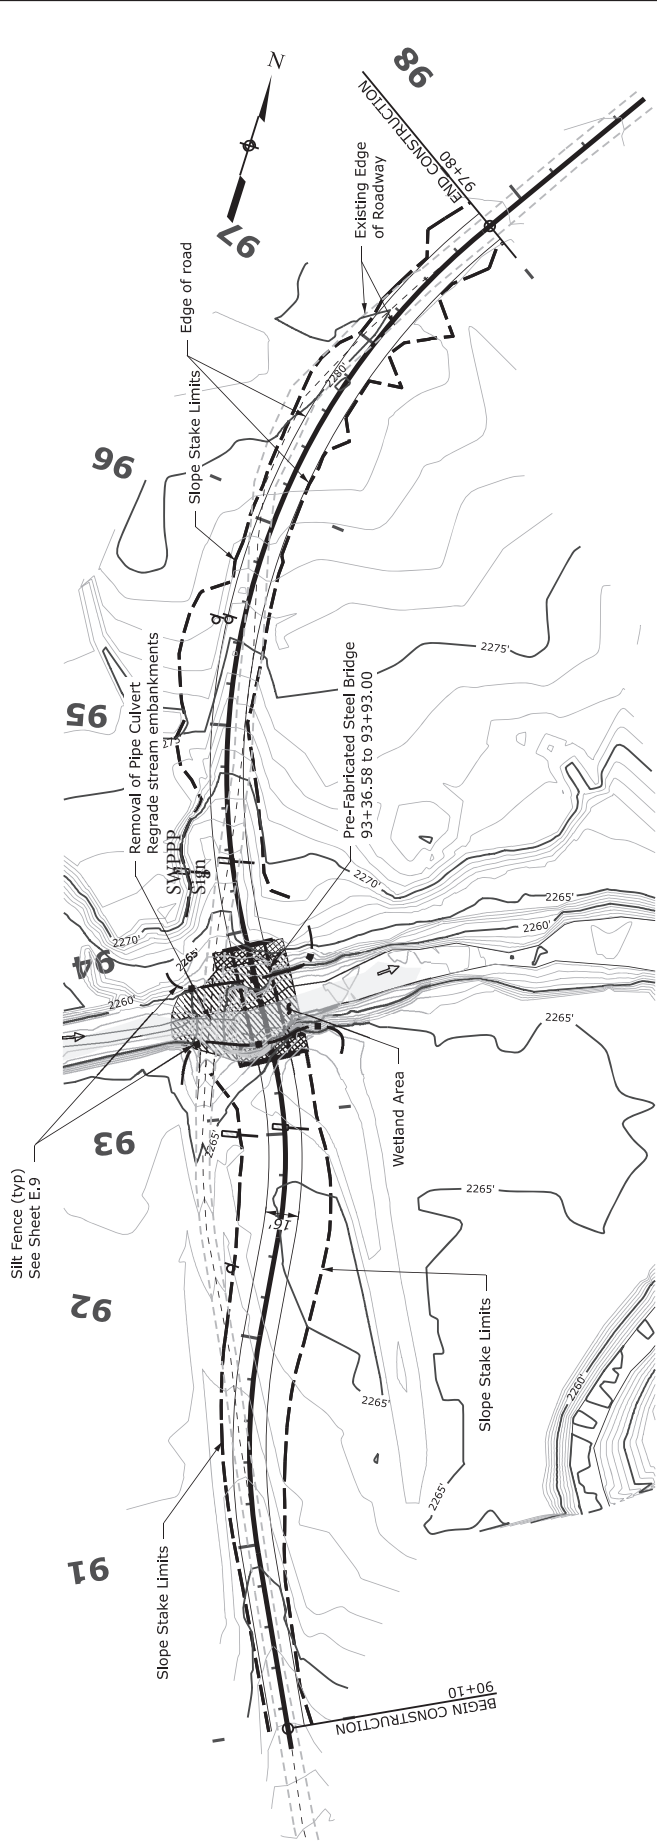 N
98
END CONSTRUCTION
97+80
Existing Edge
of Roadway
97
Edge of road
2280'
Slope Stake Limits
96
2275'
Removal of Pipe Culvert
Regrade stream embankments
95
Pre-Fabricated Steel Bridge
93+36.58 to 93+93.00
SWPPP
Sign
2270'
2265'
2260'
2270'
94
2265'
2260'
2265'
Wetland Area
93
2265'
2265'
16'
Silt Fence (typ)
See Sheet E.9
92
Slope Stake Limits
2260'
2265'
2265'
91
Slope Stake Limits
BEGIN CONSTRUCTION
90+10